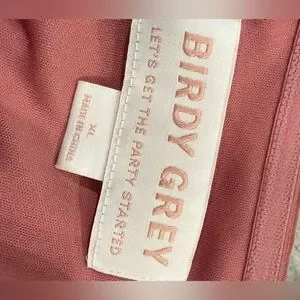 BIRDY GREY
LET'S GET THE PARTY STARTED
XL
MADE IN CHINA